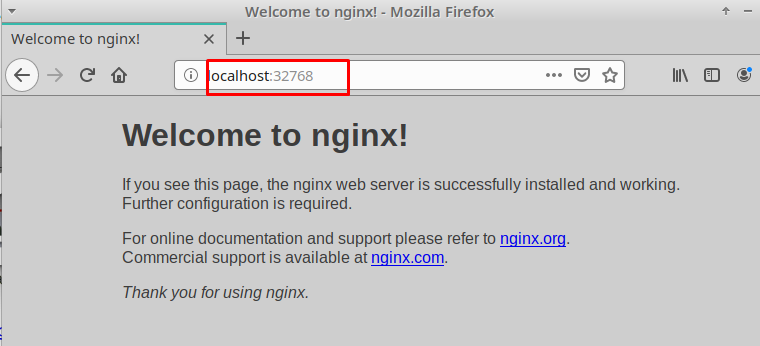 Welcome to nginx! - Mozilla Firefox
Welcome to nginx!
localhost:32768
Welcome to nginx!
If you see this page, the nginx web server is successfully installed and working.
Further configuration is required.
For online documentation and support please refer to nginx.org.
Commercial support is available at nginx.com.
Thank you for using nginx.